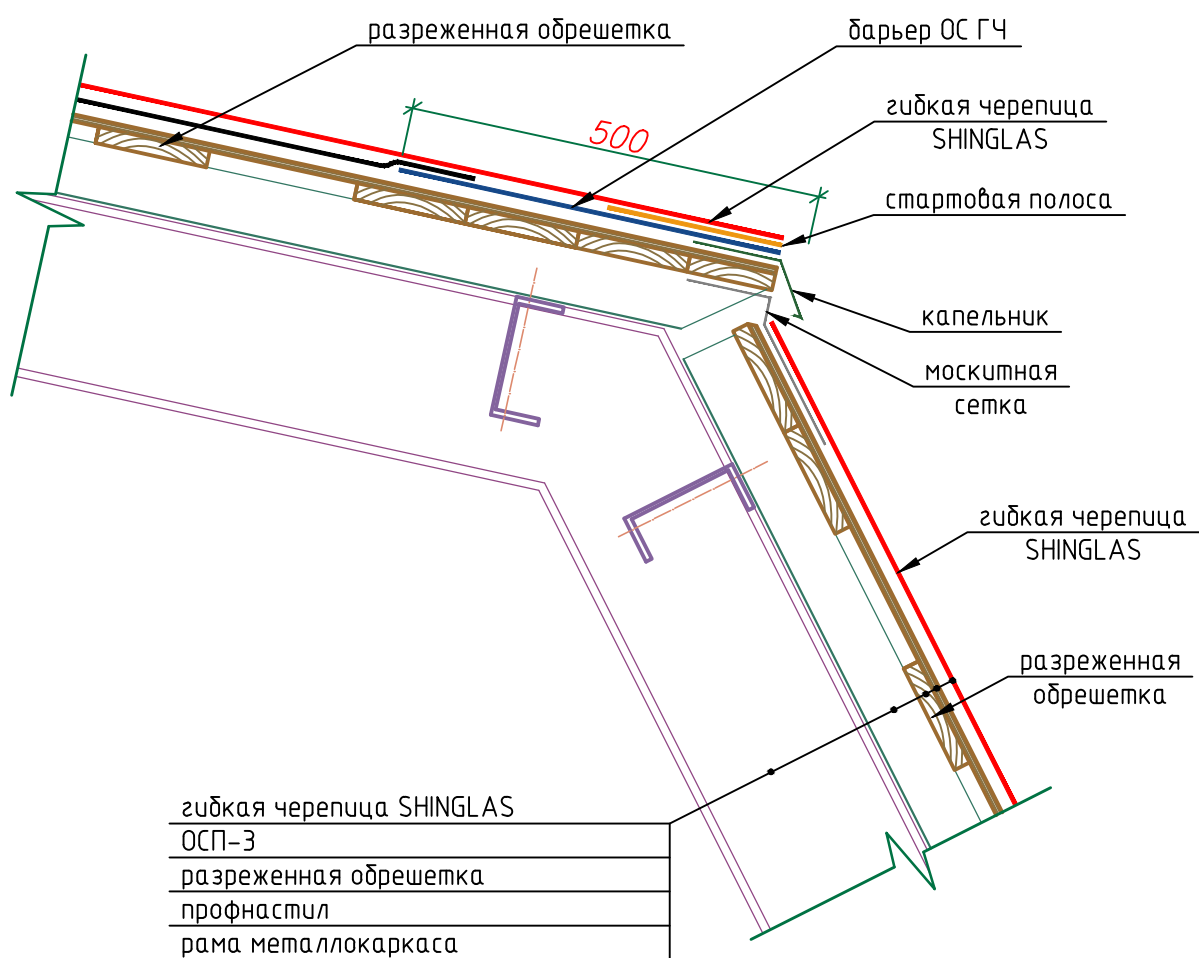 разреженная обрешетка
барьер ОС ГЧ
гибкая черепица
SHINGLAS
500
стартовая полоса
капельник
москитная
сетка
гибкая черепица
SHINGLAS
разреженная
обрешетка
гибкая черепица SHINGLAS
ОСП-3
разреженная обрешетка
профнастил
рама металлокаркаса